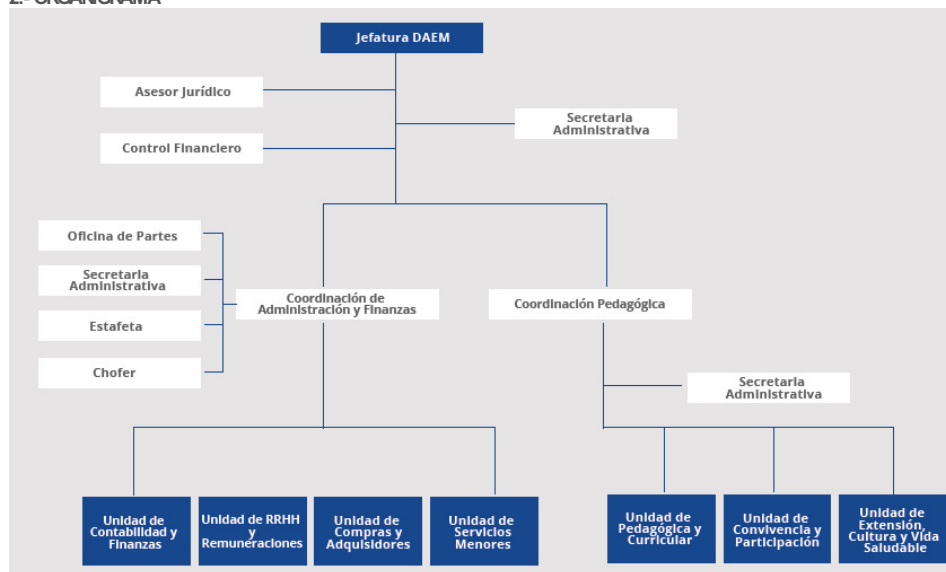 2.- ORGANIGRAMA
Jefatura DAEM
Asesor Jurídico
Secretaria
Administrativa
Control Financiero
Oficina de Partes
Secretaria
Administrativa
Estafeta
Chofer
Coordinación de
Administración y Finanzas
Coordinación Pedagógica
Secretaria
Administrativa
Unidad de
Contabilidad y
Finanzas
Unidad de RRHH
y
Remuneraciones
Unidad de
Compras y
Adquisidores
Unidad de
Servicios
Menores
Unidad de
Pedagógica y
Curricular
Unidad de
Convivencia y
Participación
Unidad de
Extensión,
Cultura y Vida
Saludable